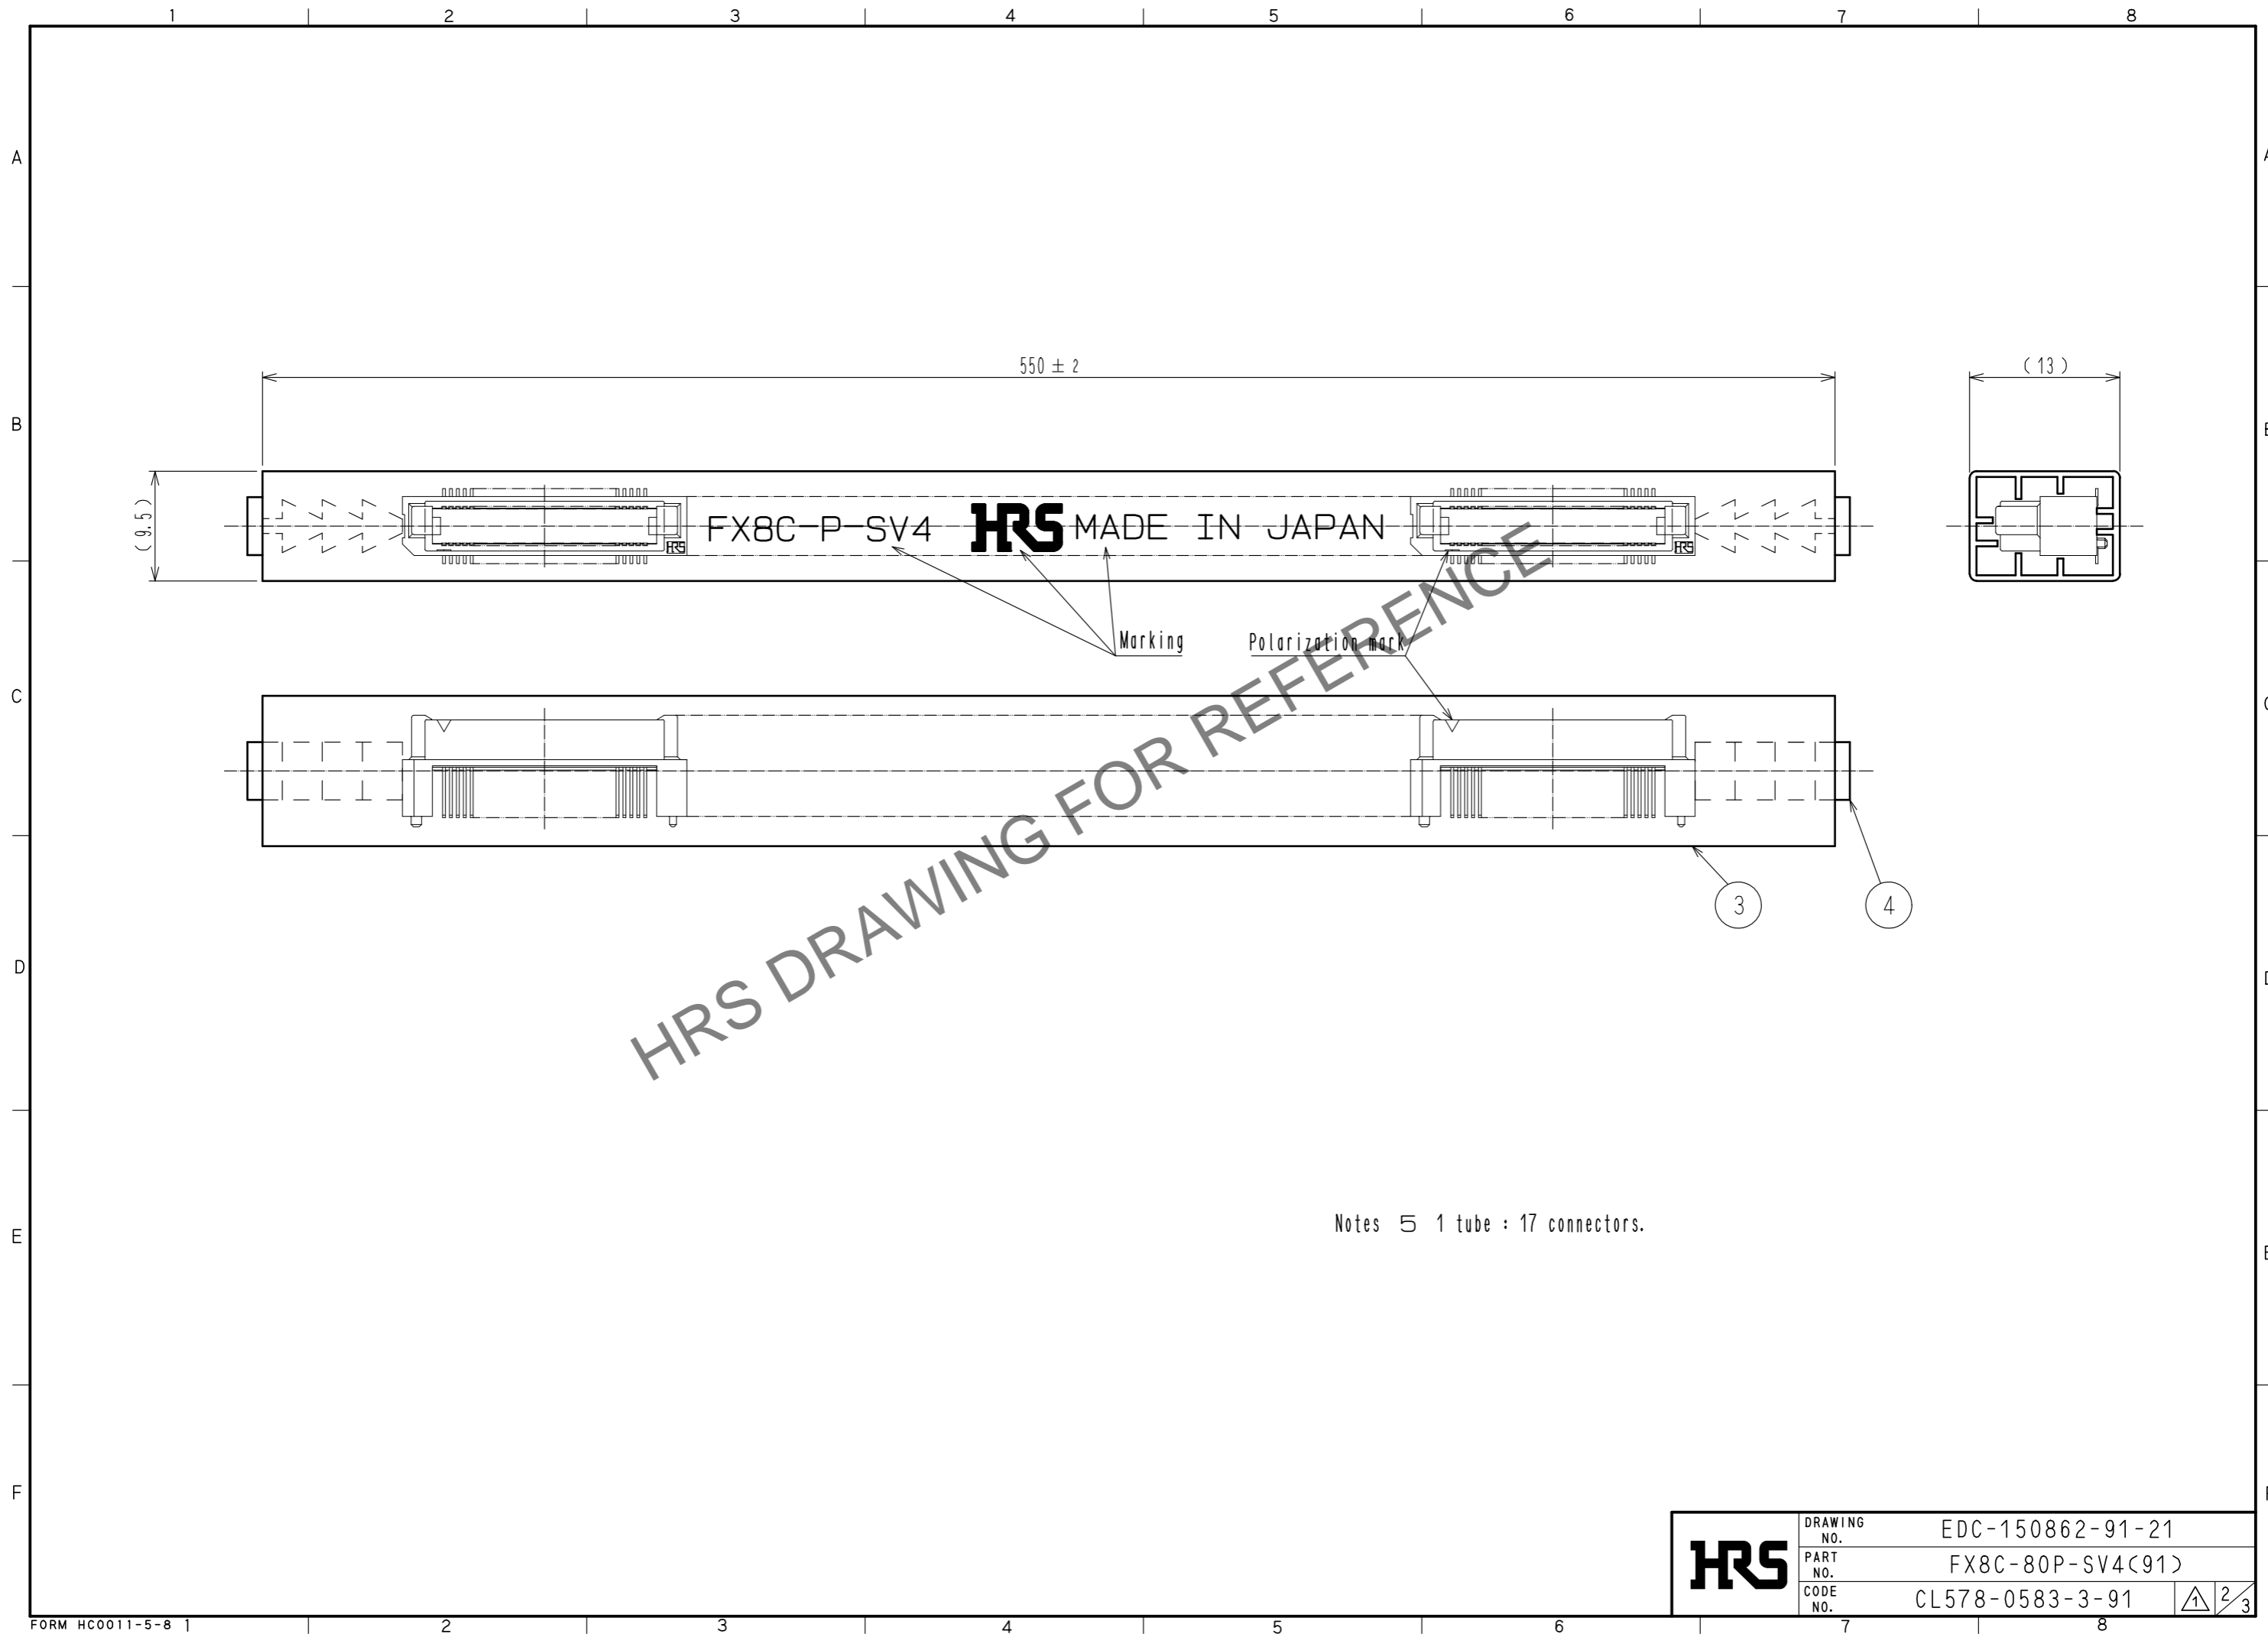 1 2 3 4 5 6 7 8
A
550 ± 2
(13)
B
(9.5)
FX8C-P-SV4 HRS MADE IN JAPAN
HRS
HRS
Marking
Polarization mark
C
HRS DRAWING FOR REFERENCE
3
4
D
Notes 5 1 tube : 17 connectors.
E
F
HRS
DRAWING NO. EDC-150862-91-21
PART NO. FX8C-80P-SV4(91)
CODE NO. CL578-0583-3-91 1 2/3
FORM HC0011-5-8 1 2 3 4 5 6 7 8